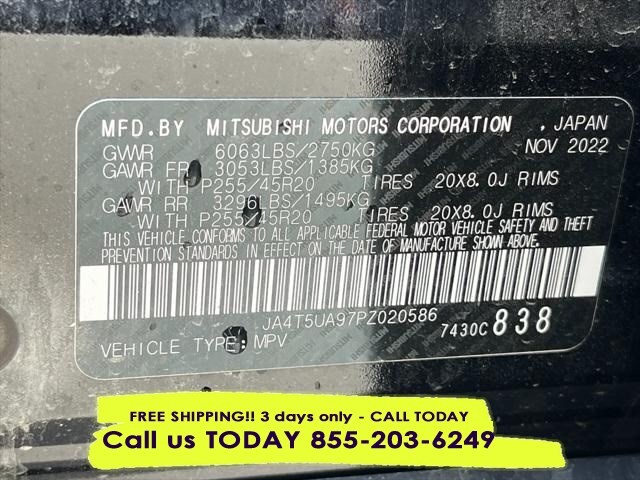 MFD.BY MITSUBISHI MOTORS CORPORATION , JAPAN
GVWR 6063LBS/2750KG NOV 2022
GAWR FR 3053LBS/1385KG
WITH P255/45R20 TIRES 20X8.0J RIMS
GAWR RR 3296LBS/1495KG
WITH P255/45R20 TIRES 20X8.0J RIMS
THIS VEHICLE CONFORMS TO ALL APPLICABLE FEDERAL MOTOR VEHICLE SAFETY AND THEFT
PREVENTION STANDARDS IN EFFECT ON THE DATE OF MANUFACTURE SHOWN ABOVE.
JA4T5UA97PZ020586
7430C 838
VEHICLE TYPE: MPV
FREE SHIPPING!! 3 days only - CALL TODAY
Call us TODAY 855-203-6249